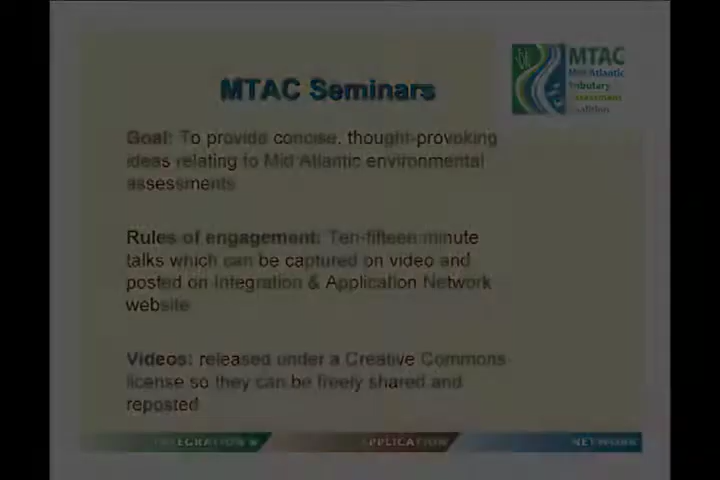 MTAC Seminars
MTAC
Mid Atlantic
Tributary
Assessment
Coalition
Goal: To provide concise, thought-provoking
ideas relating to Mid Atlantic environmental
assessments
Rules of engagement: Ten-fifteen minute
talks which can be captured on video and
posted on Integration & Application Network
website
Videos: released under a Creative Commons
license so they can be freely shared and
reposted
INTEGRATION &
APPLICATION
NETWORK